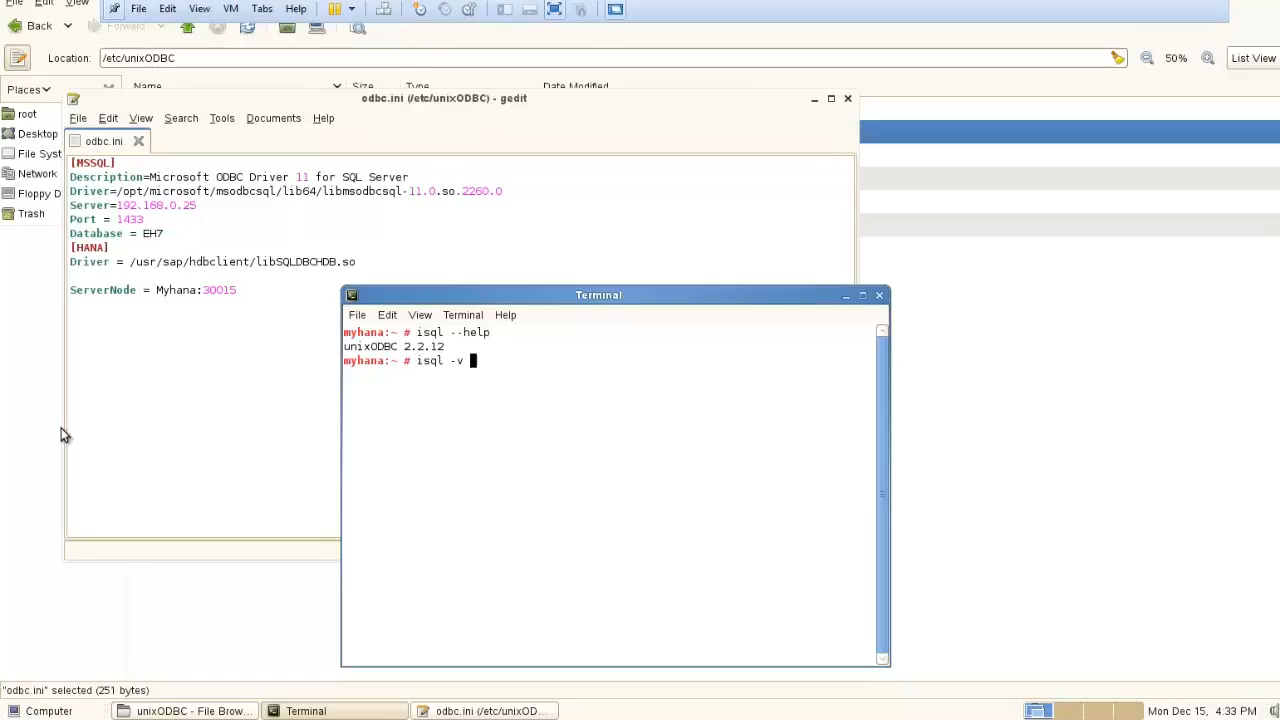 File Edit View
File Edit View VM Tabs Help
Back Forward
Location: /etc/unixODBC 50% List View
Places Name Size Type Date Modified
root
Desktop
File Syst
Network
Floppy D
Trash
odbc.ini (/etc/unixODBC) - gedit
File Edit View Search Tools Documents Help
odbc.ini
[MSSQL]
Description=Microsoft ODBC Driver 11 for SQL Server
Driver=/opt/microsoft/msodbcsql/lib64/libmsodbcsql-11.0.so.2260.0
Server=192.168.0.25
Port = 1433
Database = EH7
[HANA]
Driver = /usr/sap/hdbclient/libSQLDBCHDB.so
ServerNode = Myhana:30015
Terminal
File Edit View Terminal Help
myhana:~ # isql --help
unixODBC 2.2.12
myhana:~ # isql -v
"odbc.ini" selected (251 bytes)
Computer unixODBC - File Brow... Terminal odbc.ini (/etc/unixOD... Mon Dec 15, 4:33 PM